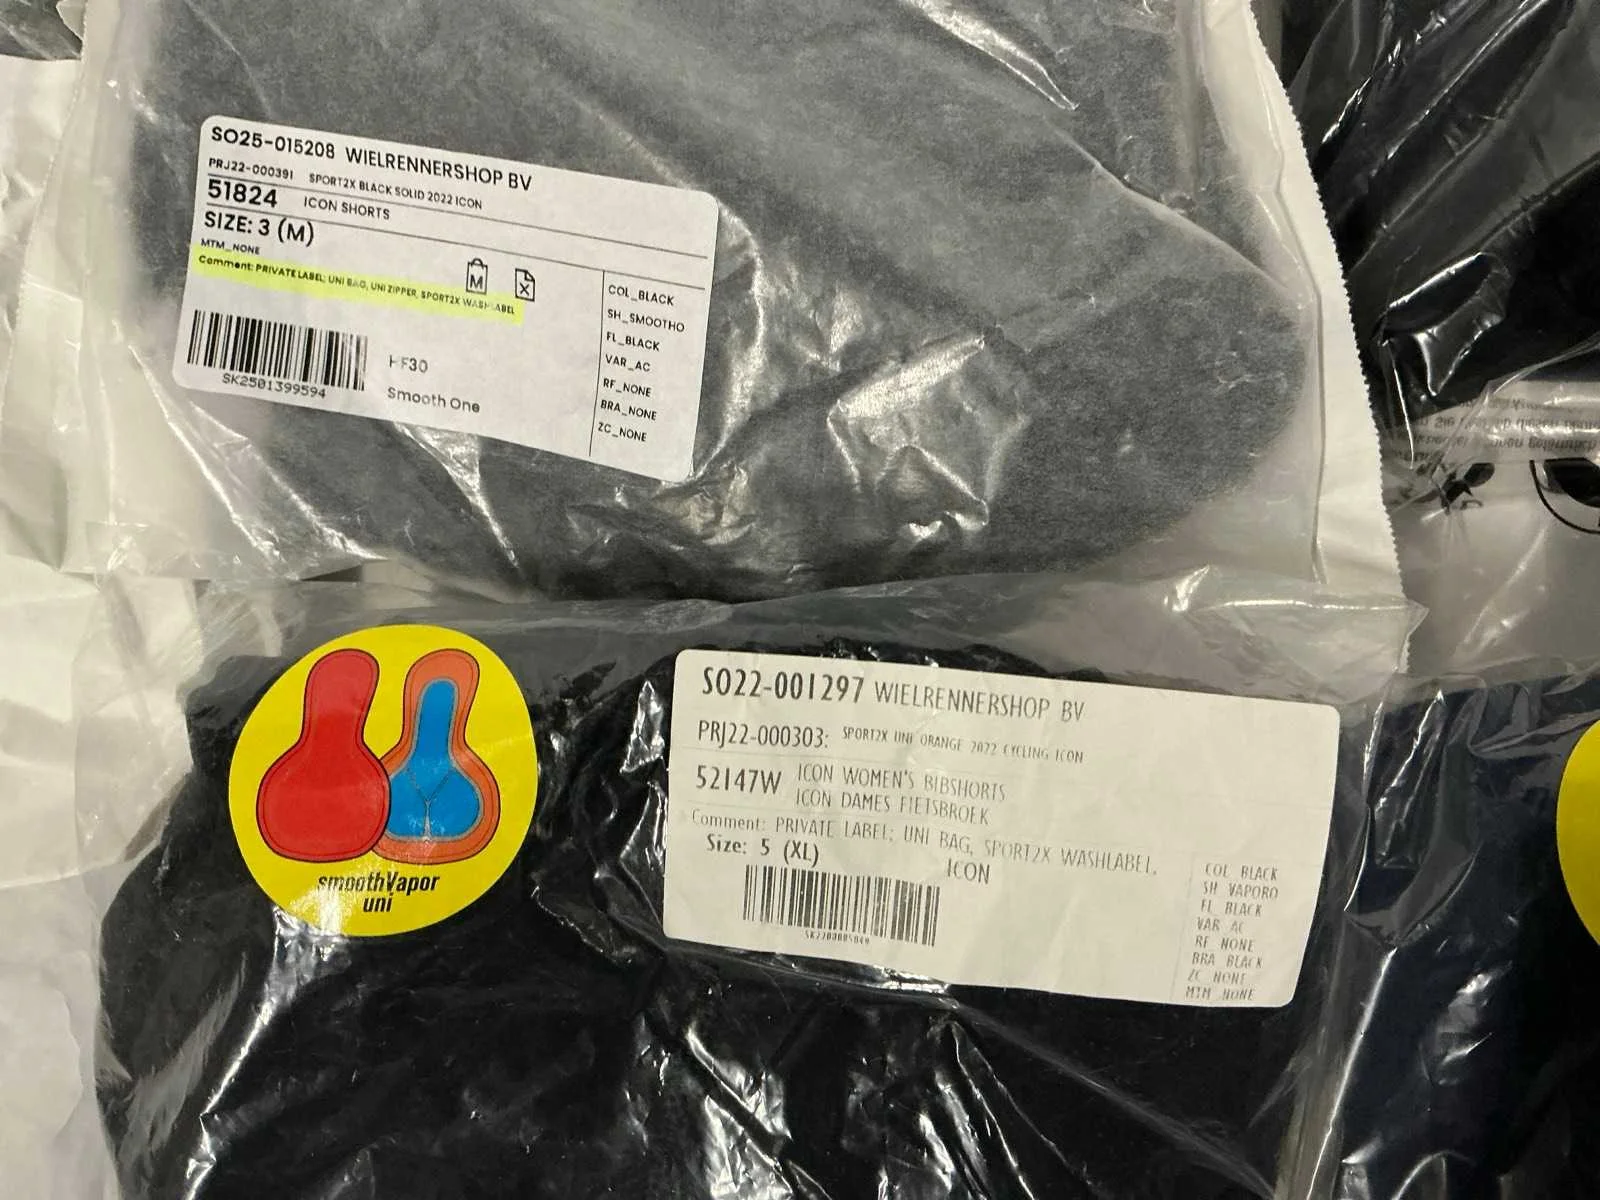 SO25-015208 WIELRENNERSHOP BV
PRJ22-000391 SPORT2X BLACK SOLID 2022 ICON
51824 ICON SHORTS
SIZE: 3 (M)
MTM_NONE
Comment: PRIVATE LABEL; UNI BAG, UNI ZIPPER, SPORT2X WASHLABEL
M
X
COL_BLACK
SH_SMOOTHO
FL_BLACK
VAR_AC
RF_NONE
BRA_NONE
ZC_NONE
HF30
Smooth One
SK2501399594
smoothVapor
uni
SO22-001297 WIELRENNERSHOP BV
PRJ22-000303: SPORT2X UNI ORANGE 2022 CYCLING ICON
52147W ICON WOMEN'S BIBSHORTS
ICON DAMES FIETSBROEK
Comment: PRIVATE LABEL; UNI BAG, SPORT2X WASHLABEL,
Size: 5 (XL) ICON
COL BLACK
SH VAPORO
FL BLACK
VAR AC
RF NONE
BRA BLACK
ZC NONE
MTM NONE